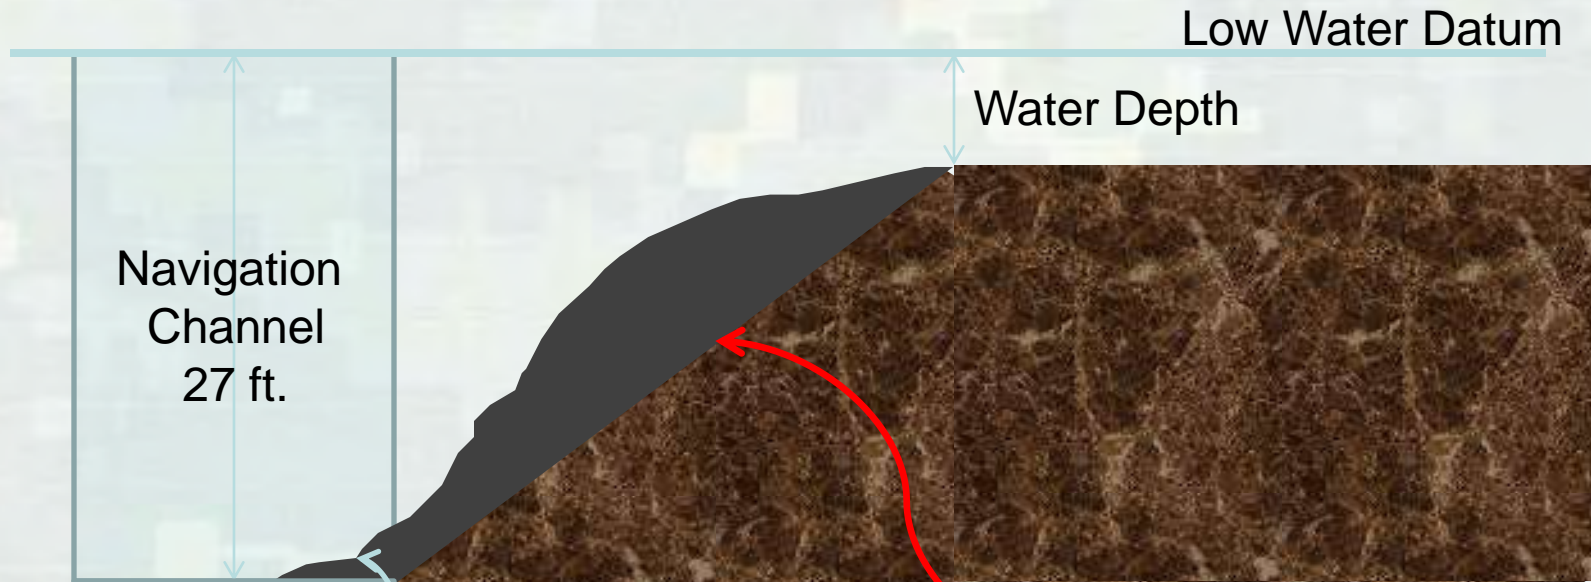 Low Water Datum
Water Depth
Navigation
Channel
27 ft.